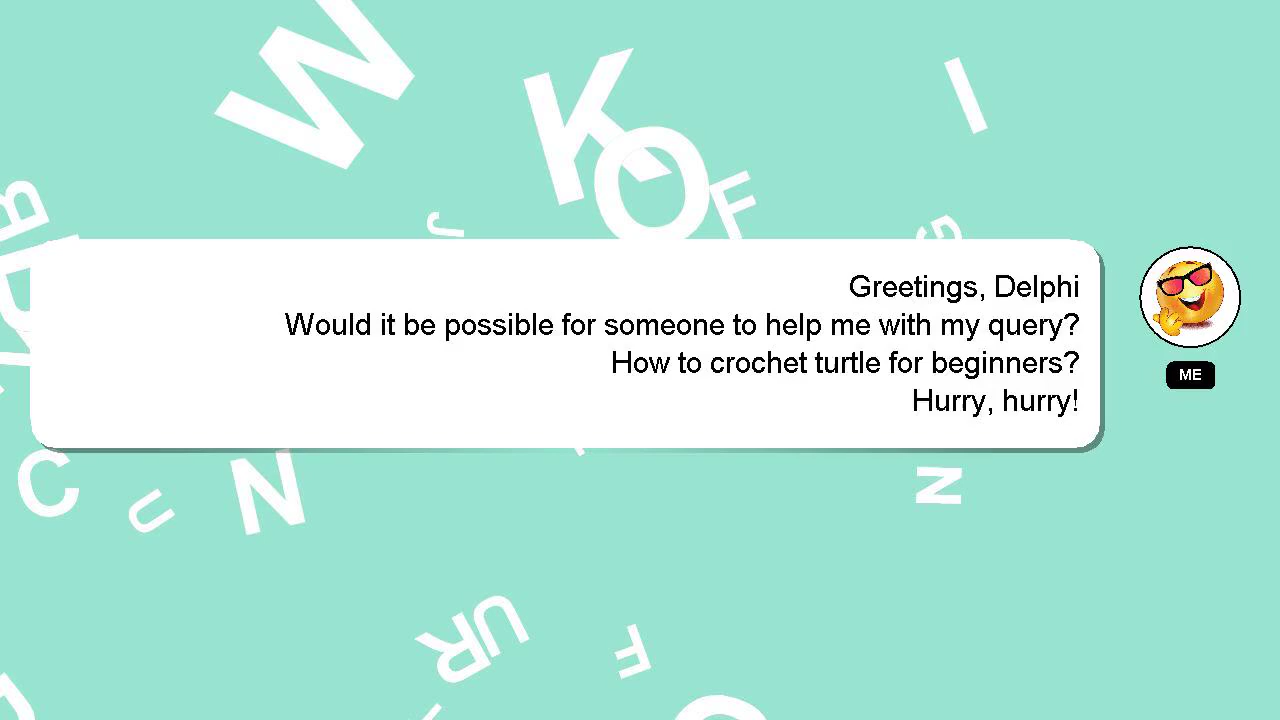 Greetings, Delphi
Would it be possible for someone to help me with my query?
How to crochet turtle for beginners?
Hurry, hurry!
ME
W
K
O
F
I
J
G
B
D
C
U
N
N
U
R
F